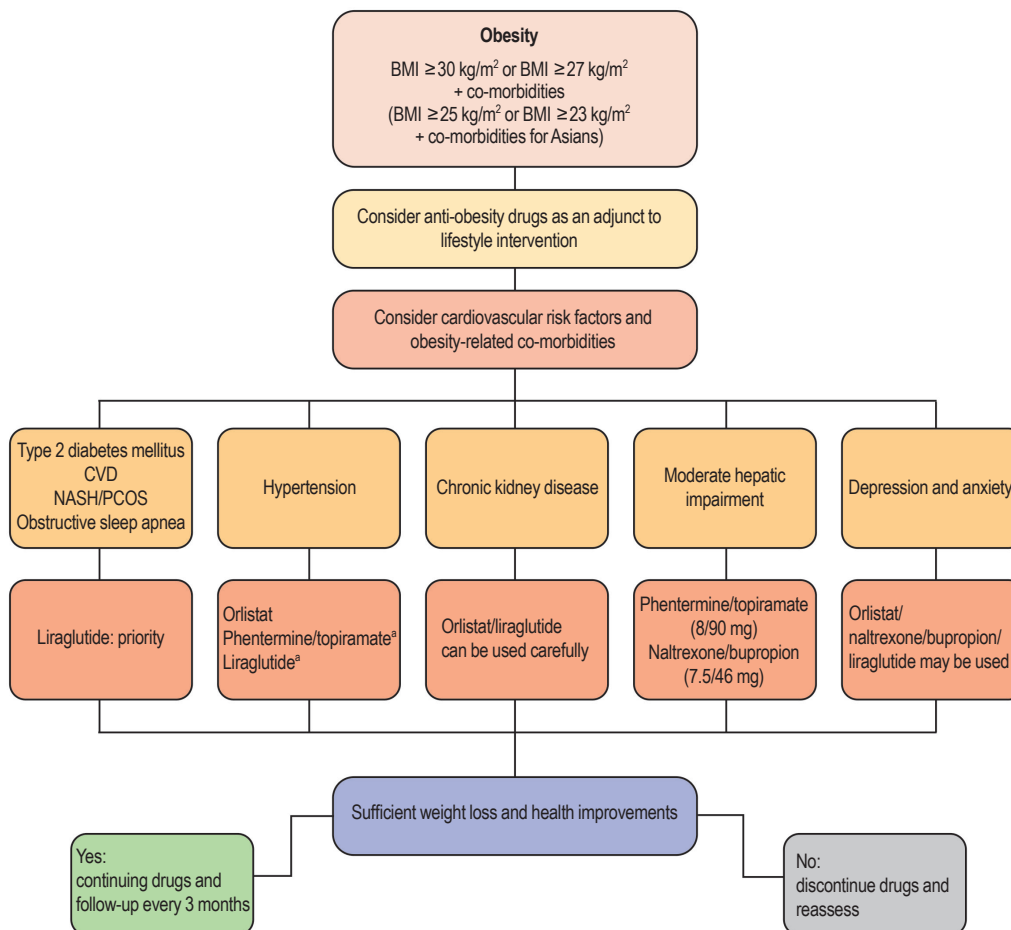 Obesity
BMI ≥30 kg/m² or BMI ≥27 kg/m²
+ co-morbidities
(BMI ≥25 kg/m² or BMI ≥23 kg/m²
+ co-morbidities for Asians)
Consider anti-obesity drugs as an adjunct to
lifestyle intervention
Consider cardiovascular risk factors and
obesity-related co-morbidities
Type 2 diabetes mellitus
CVD
NASH/PCOS
Obstructive sleep apnea
Hypertension
Chronic kidney disease
Moderate hepatic
impairment
Depression and anxiety
Liraglutide: priority
Orlistat
Phentermine/topiramateᵃ
Liraglutideᵃ
Orlistat/liraglutide
can be used carefully
Phentermine/topiramate
(8/90 mg)
Naltrexone/bupropion
(7.5/46 mg)
Orlistat/
naltrexone/bupropion/
liraglutide may be used
Sufficient weight loss and health improvements
Yes:
continuing drugs and
follow-up every 3 months
No:
discontinue drugs and
reassess